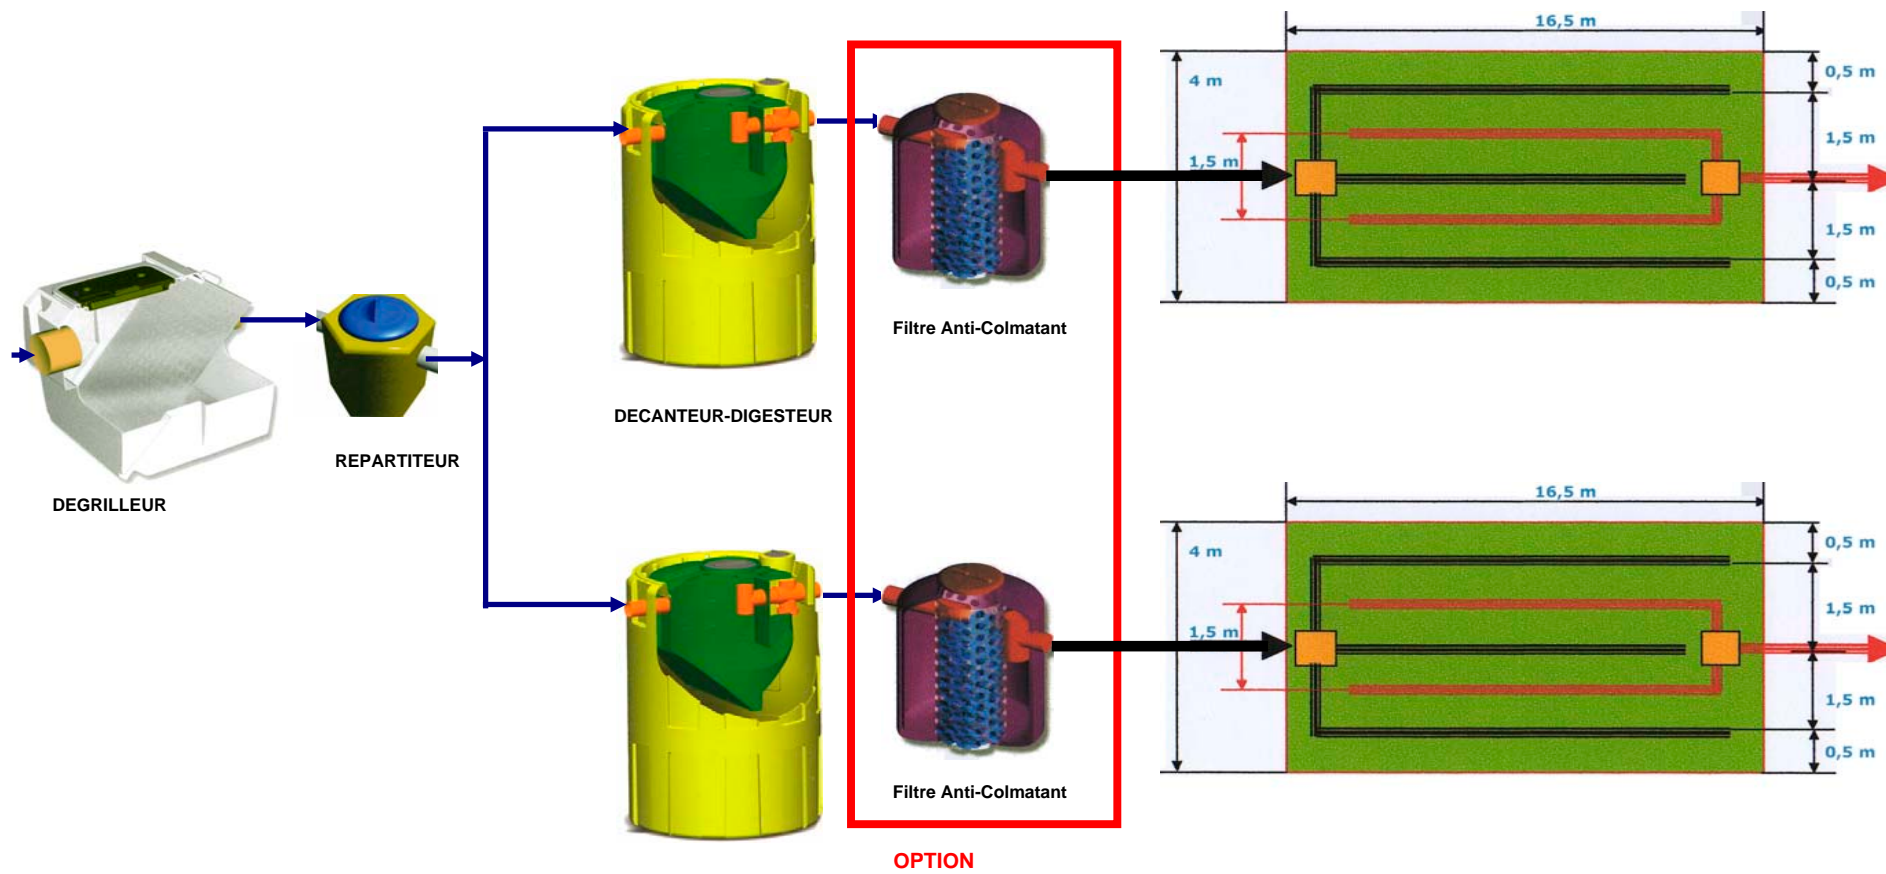 16,5 m
4 m
0,5 m
1,5 m
1,5 m
1,5 m
0,5 m
Filtre Anti-Colmatant
DECANTEUR-DIGESTEUR
REPARTITEUR
DEGRILLEUR
16,5 m
4 m
0,5 m
1,5 m
1,5 m
1,5 m
0,5 m
Filtre Anti-Colmatant
OPTION